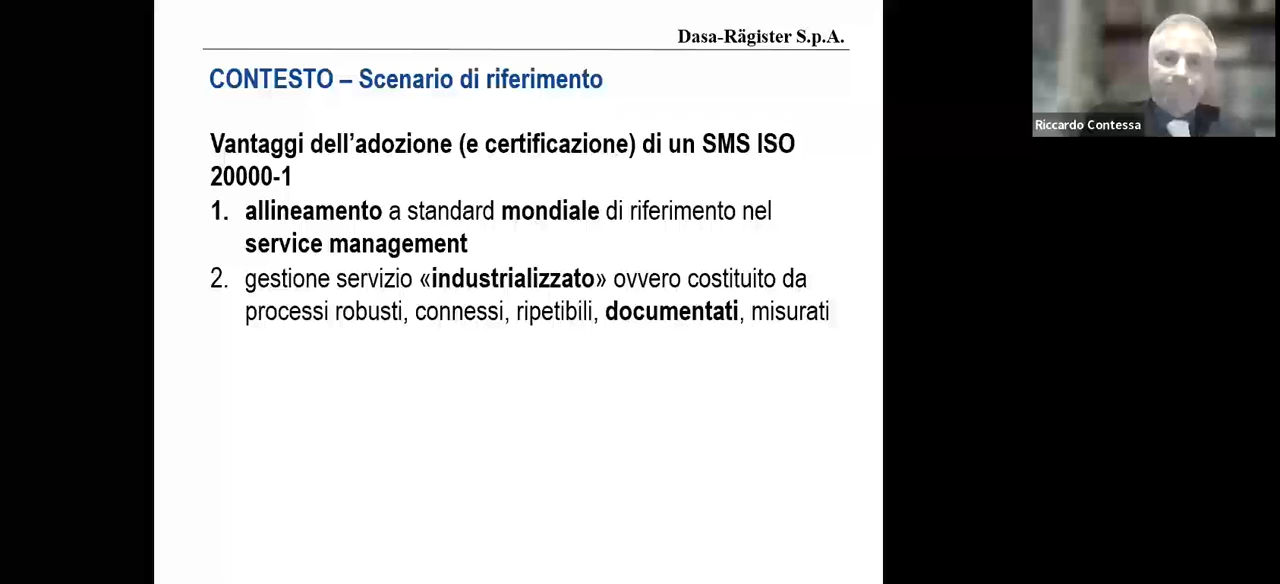 Dasa-Rägister S.p.A.
CONTESTO – Scenario di riferimento
Vantaggi dell’adozione (e certificazione) di un SMS ISO
20000-1
1. allineamento a standard mondiale di riferimento nel
service management
2. gestione servizio «industrializzato» ovvero costituito da
processi robusti, connessi, ripetibili, documentati, misurati
Riccardo Contessa